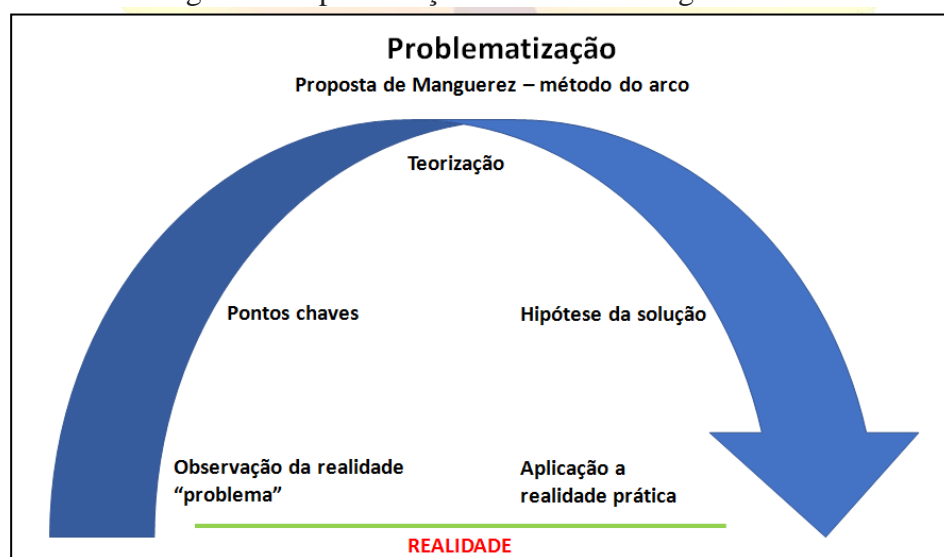 Problematização
Proposta de Manguerez – método do arco
Teorização
Pontos chaves
Hipótese da solução
Observação da realidade
“problema”
Aplicação a
realidade prática
REALIDADE